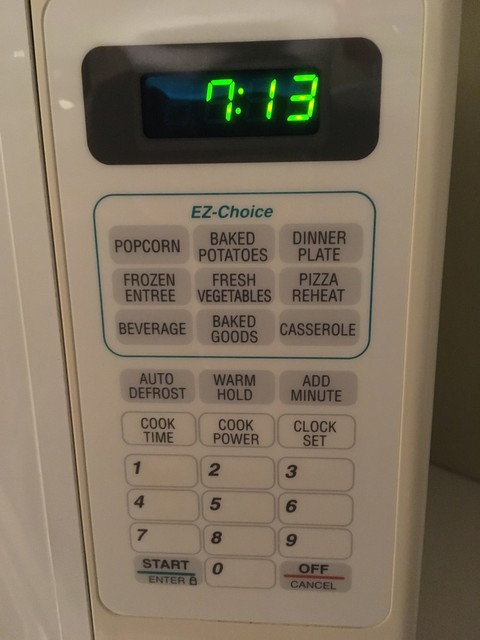 7:13
EZ-Choice
POPCORN
BAKED
POTATOES
DINNER
PLATE
FROZEN
ENTREE
FRESH
VEGETABLES
PIZZA
REHEAT
BEVERAGE
BAKED
GOODS
CASSEROLE
AUTO
DEFROST
WARM
HOLD
ADD
MINUTE
COOK
TIME
COOK
POWER
CLOCK
SET
1
2
3
4
5
6
7
8
9
START
ENTER
0
OFF
CANCEL